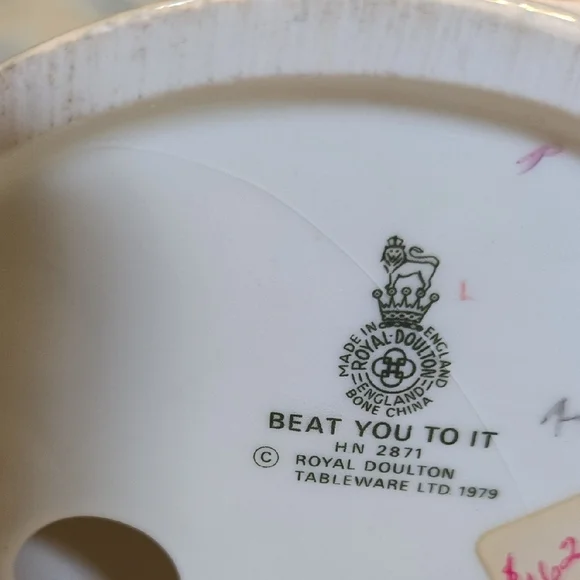 MADE IN ENGLAND
ROYAL·DOULTON
ENGLAND
BONE CHINA
BEAT YOU TO IT
HN 2871
© ROYAL DOULTON
TABLEWARE LTD 1979